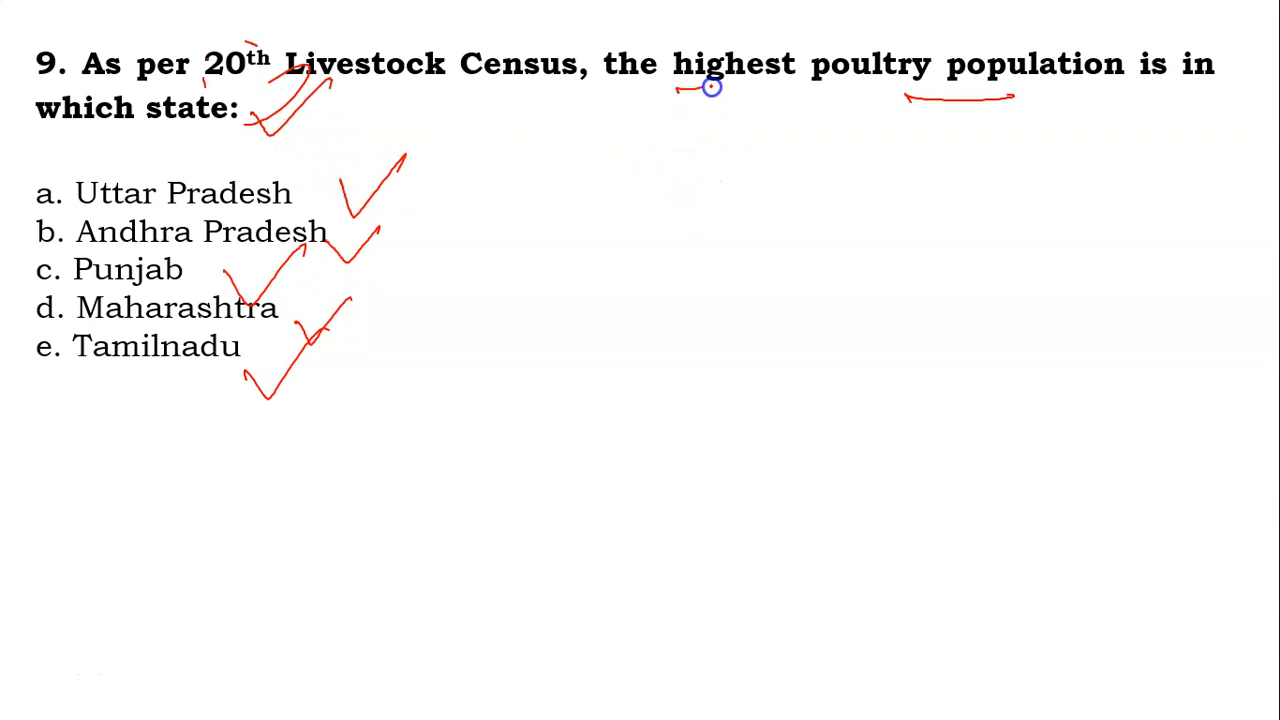 9. As per 20th Livestock Census, the highest poultry population is in
which state:
a. Uttar Pradesh
b. Andhra Pradesh
c. Punjab
d. Maharashtra
e. Tamilnadu